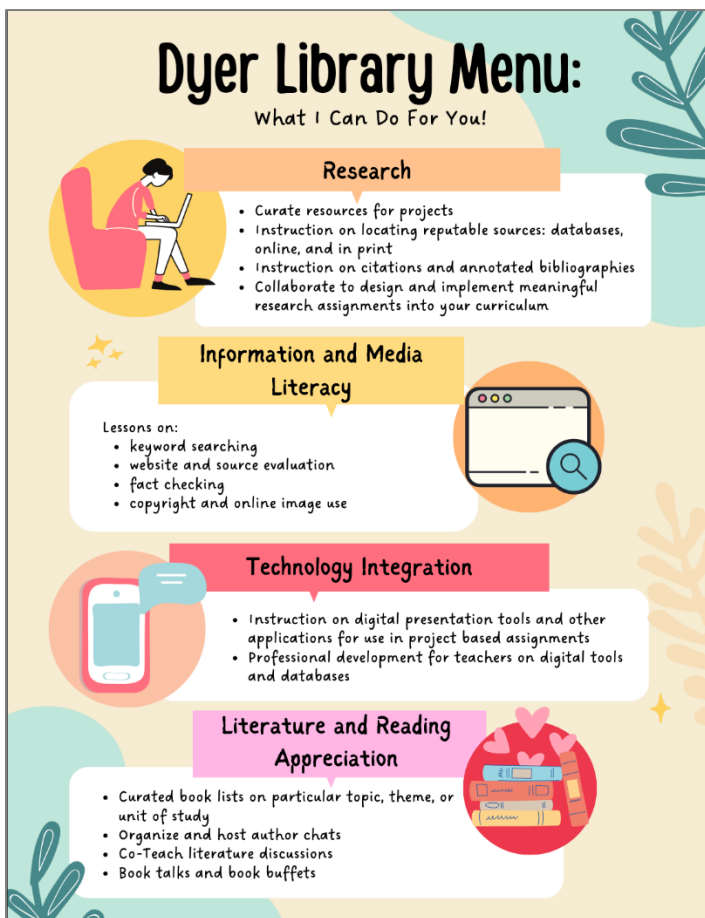 Dyer Library Menu:
What I Can Do For You!
Research
• Curate resources for projects
• Instruction on locating reputable sources: databases,
online, and in print
• Instruction on citations and annotated bibliographies
• Collaborate to design and implement meaningful
research assignments into your curriculum
Information and Media
Literacy
Lessons on:
• keyword searching
• website and source evaluation
• fact checking
• copyright and online image use
Technology Integration
• Instruction on digital presentation tools and other
applications for use in project based assignments
• Professional development for teachers on digital tools
and databases
Literature and Reading
Appreciation
• Curated book lists on particular topic, theme, or
unit of study
• Organize and host author chats
• Co-Teach literature discussions
• Book talks and book buffets